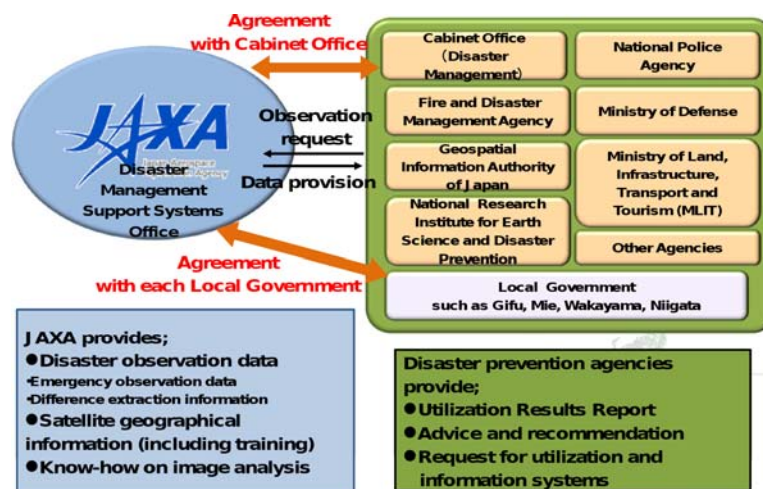 Agreement
with Cabinet Office
JAXA
Japan Aerospace
Exploration Agency
Disaster
Management
Support Systems
Office
Observation
request
Data provision
Agreement
with each Local Government
Cabinet Office
(Disaster
Management)
National Police
Agency
Fire and Disaster
Management Agency
Ministry of Defense
Geospatial
Information Authority
of Japan
Ministry of Land,
Infrastructure,
Transport and
Tourism (MLIT)
National Research
Institute for Earth
Science and Disaster
Prevention
Other Agencies
Local Government
such as Gifu, Mie, Wakayama, Niigata
JAXA provides;
●Disaster observation data
•Emergency observation data
•Difference extraction information
●Satellite geographical
information (including training)
●Know-how on image analysis
Disaster prevention agencies
provide;
●Utilization Results Report
●Advice and recommendation
●Request for utilization and
information systems